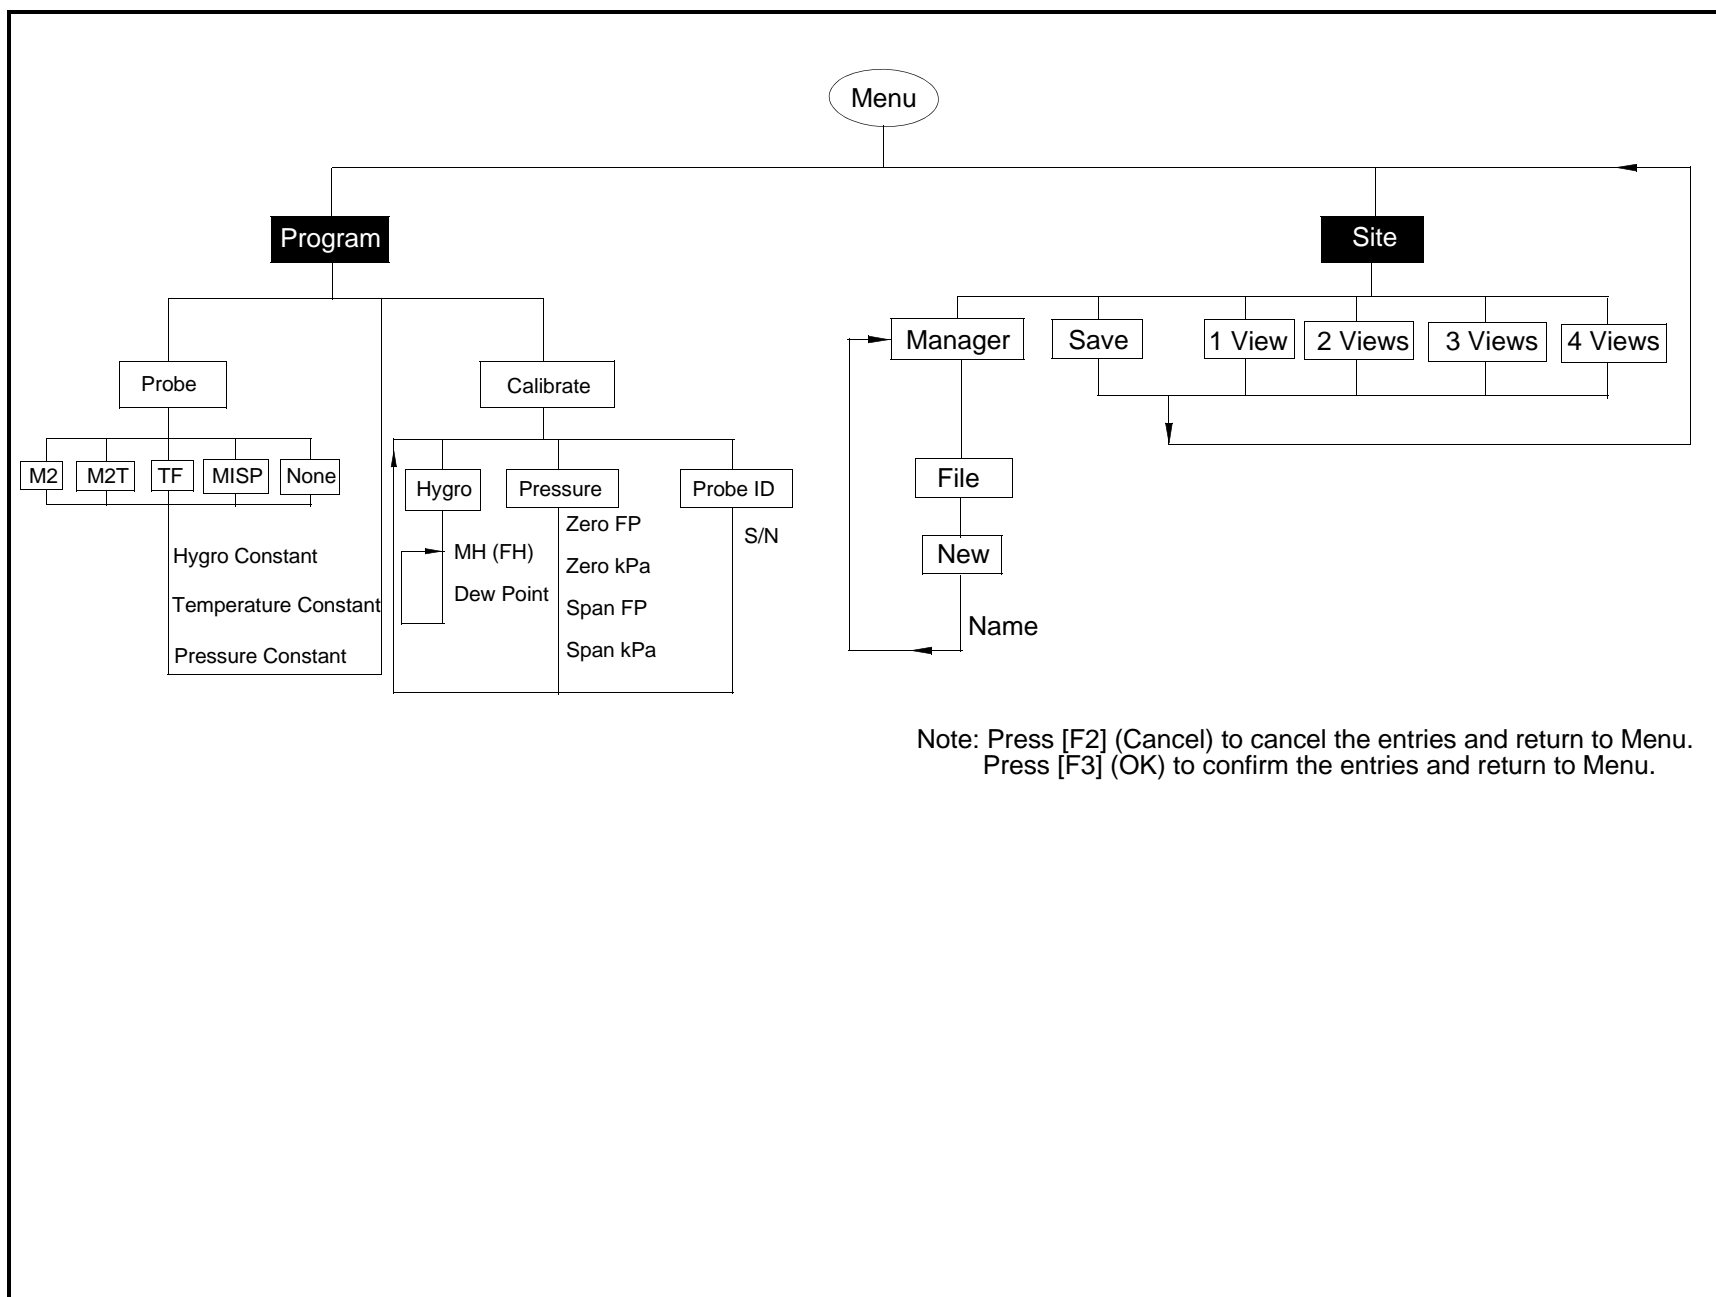 Menu
Program
Site
Manager
Save
1 View
2 Views
3 Views
4 Views
Probe
Calibrate
M2
M2T
TF
MISP
None
Hygro
Pressure
Probe ID
File
Hygro Constant
Temperature Constant
Pressure Constant
MH (FH)
Dew Point
Zero FP
Zero kPa
Span FP
Span kPa
S/N
New
Name
Note: Press [F2] (Cancel) to cancel the entries and return to Menu.
Press [F3] (OK) to confirm the entries and return to Menu.